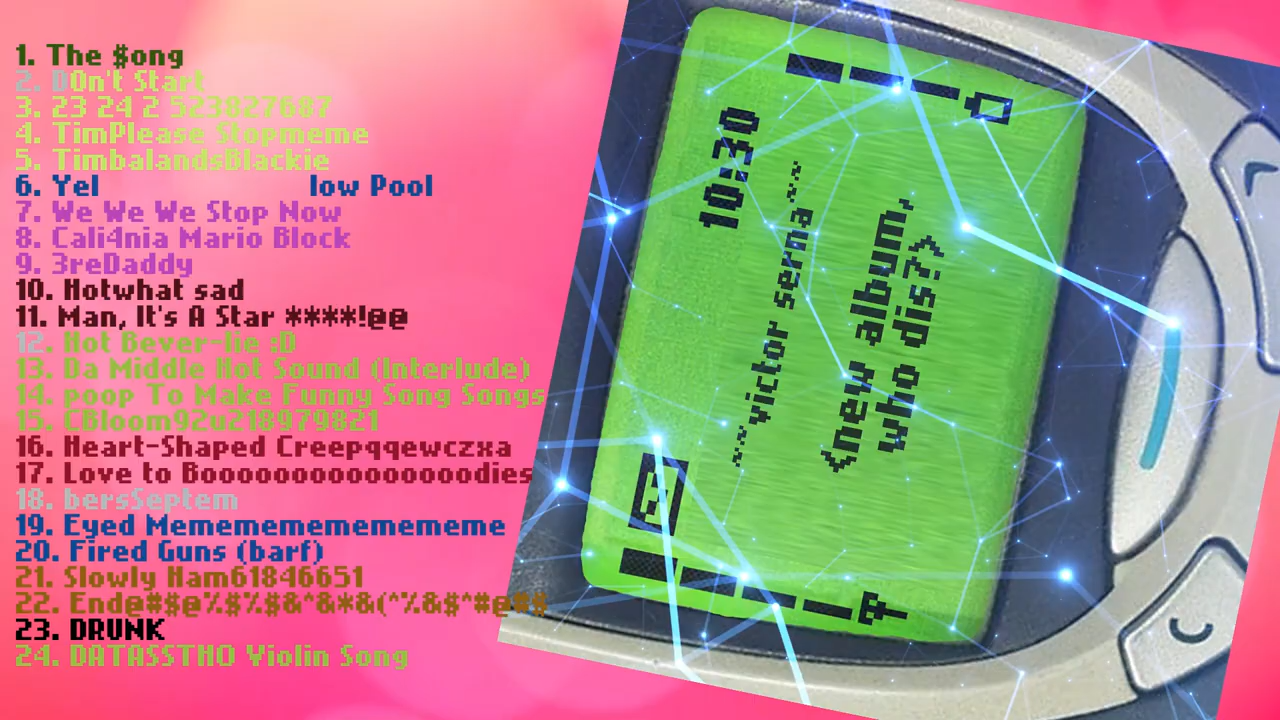 1. The $ong
2. DOn't Start
3. 23 24 2 523827687
4. TimPlease Stopmeme
5. TimbalandsBlackie
6. Yel low Pool
7. We We We Stop Now
8. Cali4nia Mario Block
9. 3reDaddy
10. Hotwhat sad
11. Man, It's A Star ****!@@
12. Hot Bever-lie :D
13. Da Middle Hot Sound (Interlude)
14. poop To Make Funny Song Songs
15. CBloom92u218979821
16. Heart-Shaped Creepqqewczxa
17. Love to Booooooooooooooodies
18. bersSeptem
19. Eyed Memememememememe
20. Fired Guns (barf)
21. Slowly Ham61846651
22. End@#$@%$%$&^&*&(^%&$^#@#$
23. DRUNK
24. DATASSTHO Violin Song
10:30
~~victor serna~~
<new album,
who dis?>